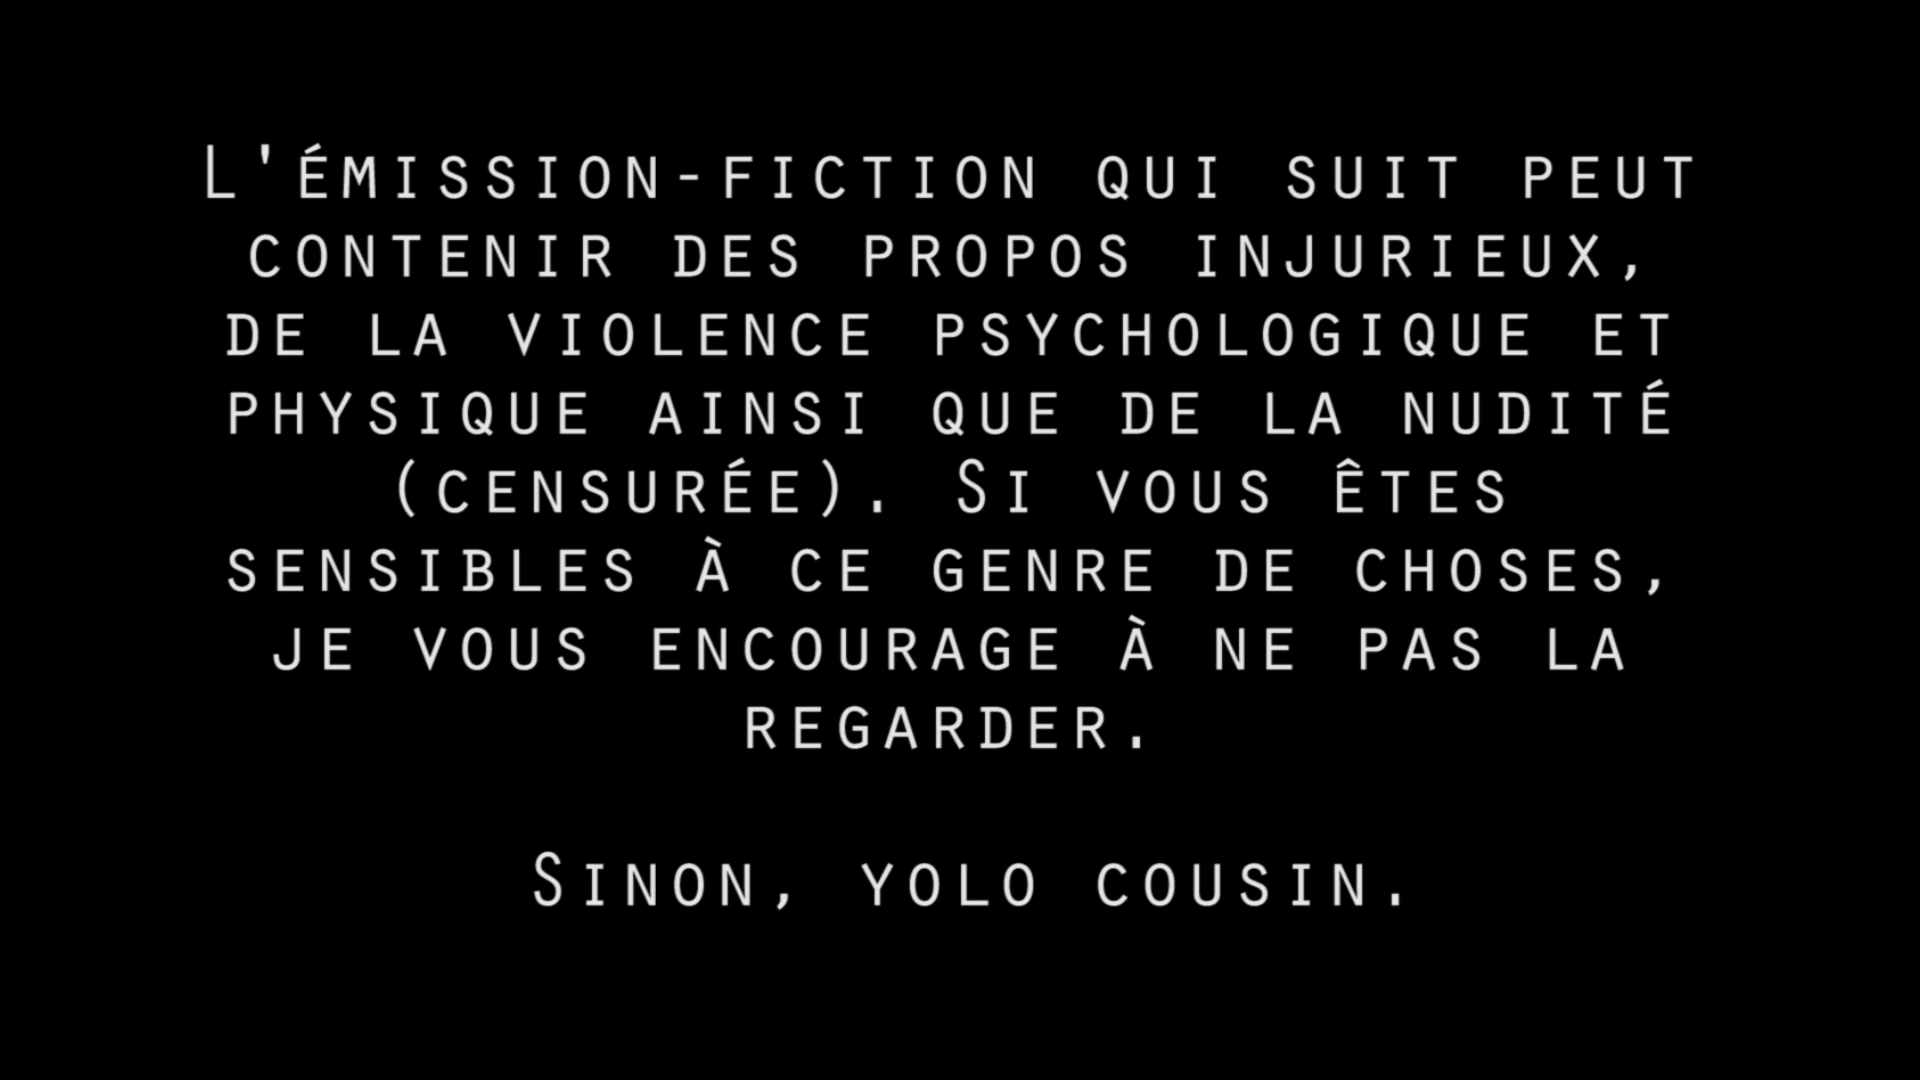 L'émission-fiction qui suit peut
contenir des propos injurieux,
de la violence psychologique et
physique ainsi que de la nudité
(censurée). Si vous êtes
sensibles à ce genre de choses,
je vous encourage à ne pas la
regarder.
Sinon, yolo cousin.